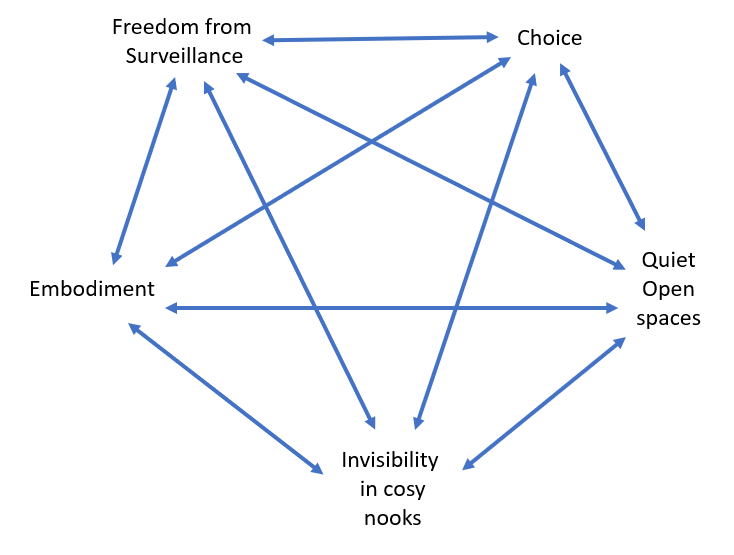 Freedom from
Surveillance
Choice
Embodiment
Quiet
Open
spaces
Invisibility
in cosy
nooks